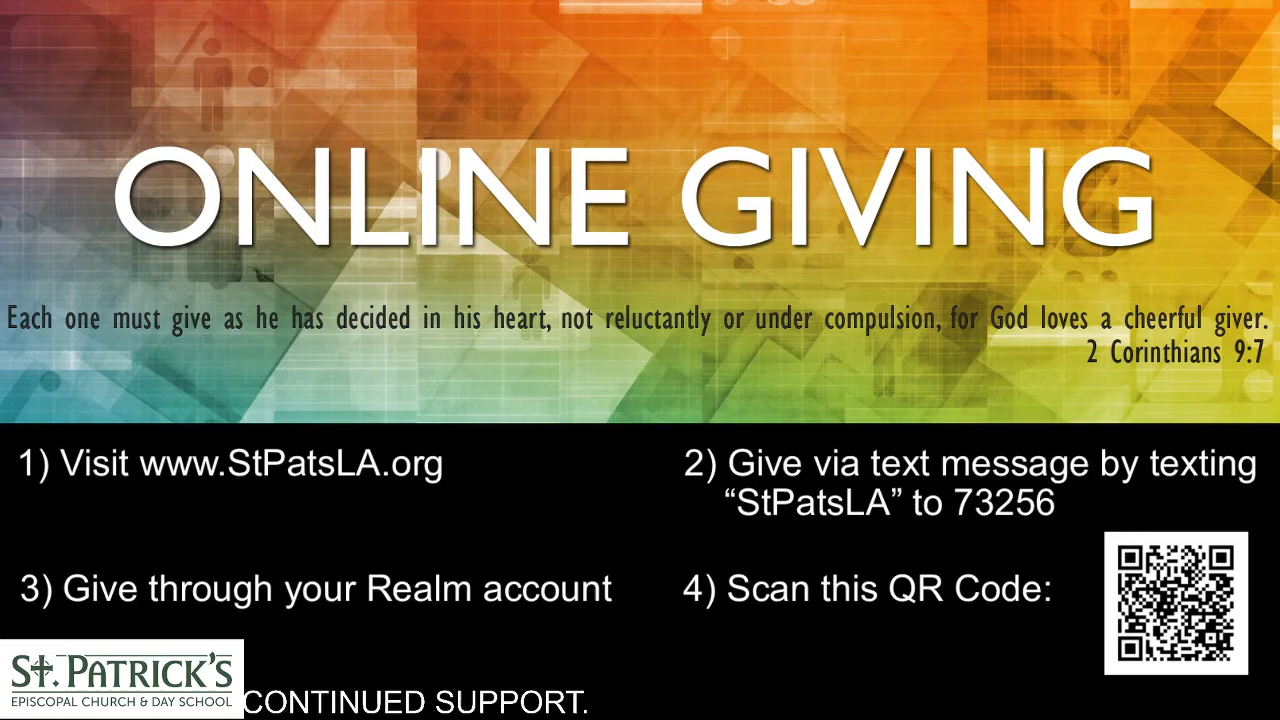 ONLINE GIVING
Each one must give as he has decided in his heart, not reluctantly or under compulsion, for God loves a cheerful giver.
2 Corinthians 9:7
1) Visit www.StPatsLA.org
2) Give via text message by texting
“StPatsLA” to 73256
3) Give through your Realm account
4) Scan this QR Code:
ST. PATRICK'S
EPISCOPAL CHURCH & DAY SCHOOL
CONTINUED SUPPORT.